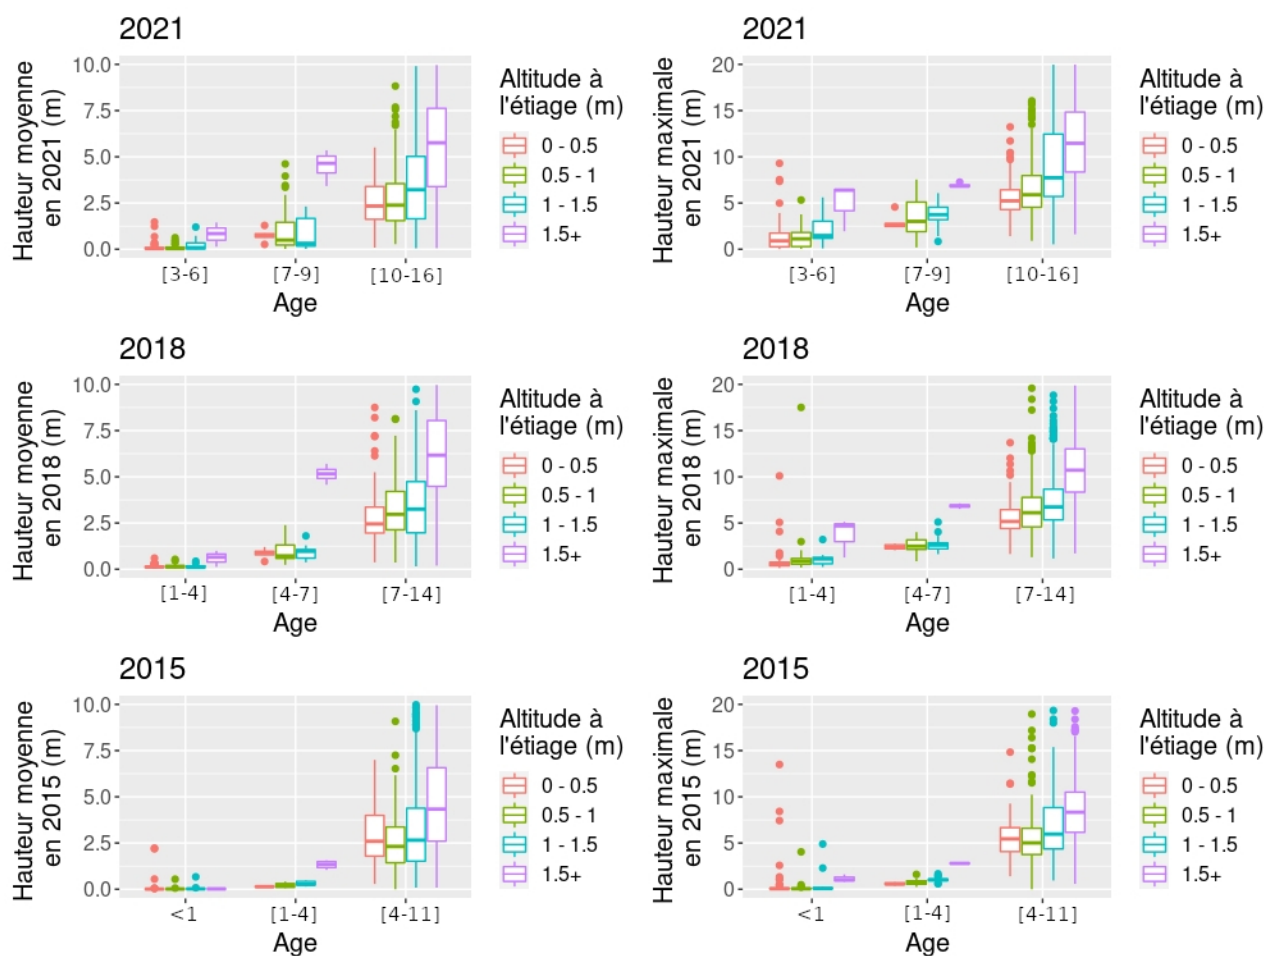 2021
Hauteur moyenne
en 2021 (m)
10.0
7.5
5.0
2.5
0.0
[3-6]
[7-9]
[10-16]
Age
Altitude à
l'étiage (m)
0 - 0.5
0.5 - 1
1 - 1.5
1.5+
2021
Hauteur maximale
en 2021 (m)
20
15
10
5
0
[3-6]
[7-9]
[10-16]
Age
Altitude à
l'étiage (m)
0 - 0.5
0.5 - 1
1 - 1.5
1.5+
2018
Hauteur moyenne
en 2018 (m)
10.0
7.5
5.0
2.5
0.0
[1-4]
[4-7]
[7-14]
Age
Altitude à
l'étiage (m)
0 - 0.5
0.5 - 1
1 - 1.5
1.5+
2018
Hauteur maximale
en 2018 (m)
20
15
10
5
0
[1-4]
[4-7]
[7-14]
Age
Altitude à
l'étiage (m)
0 - 0.5
0.5 - 1
1 - 1.5
1.5+
2015
Hauteur moyenne
en 2015 (m)
10.0
7.5
5.0
2.5
0.0
<1
[1-4]
[4-11]
Age
Altitude à
l'étiage (m)
0 - 0.5
0.5 - 1
1 - 1.5
1.5+
2015
Hauteur maximale
en 2015 (m)
20
15
10
5
0
<1
[1-4]
[4-11]
Age
Altitude à
l'étiage (m)
0 - 0.5
0.5 - 1
1 - 1.5
1.5+